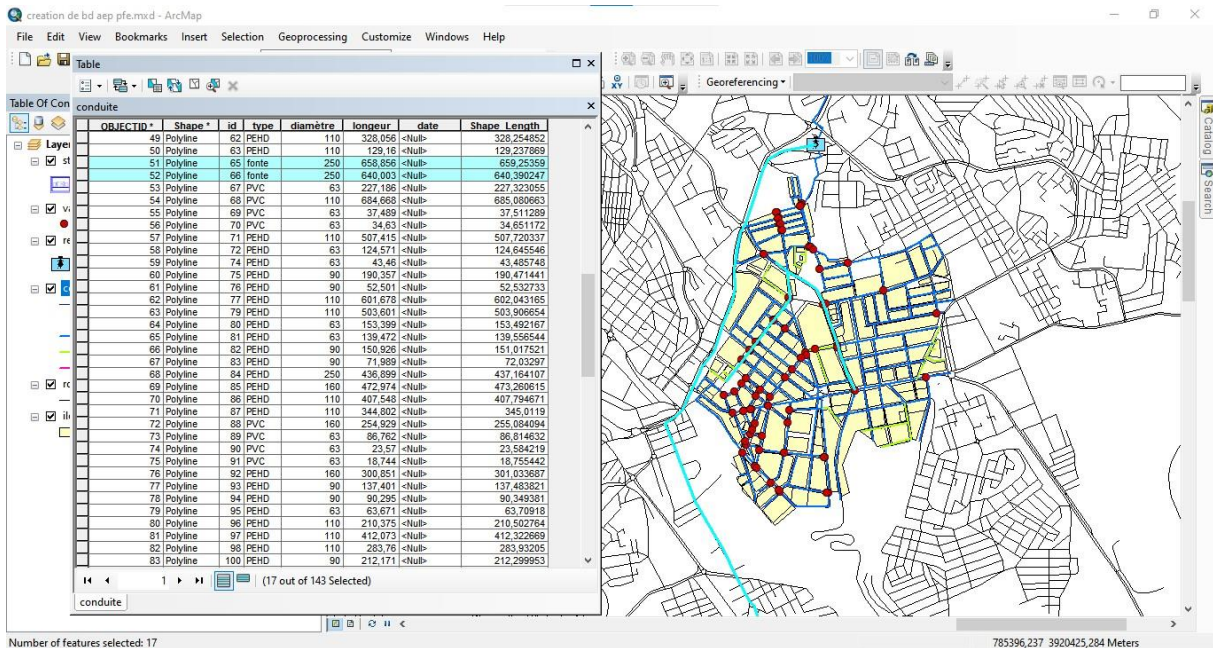 creation de bd aep pfe.mxd - ArcMap
File Edit View Bookmarks Insert Selection Geoprocessing Customize Windows Help
Table
Georeferencing
Table Of Con
conduite
OBJECTID * Shape * id type diamètre longeur date Shape_Length
49 Polyline 62 PEHD 110 328,056 <Null> 328,254852
50 Polyline 63 PEHD 110 129,16 <Null> 129,237869
51 Polyline 65 fonte 250 658,856 <Null> 659,25359
52 Polyline 66 fonte 250 640,003 <Null> 640,390247
53 Polyline 67 PVC 63 227,186 <Null> 227,323055
54 Polyline 68 PVC 110 684,668 <Null> 685,080663
55 Polyline 69 PVC 63 37,489 <Null> 37,511289
56 Polyline 70 PVC 63 34,63 <Null> 34,651172
57 Polyline 71 PEHD 110 507,415 <Null> 507,720337
58 Polyline 72 PEHD 63 124,571 <Null> 124,645546
59 Polyline 74 PEHD 63 43,46 <Null> 43,485748
60 Polyline 75 PEHD 90 190,357 <Null> 190,471441
61 Polyline 76 PEHD 90 52,501 <Null> 52,532733
62 Polyline 77 PEHD 110 601,678 <Null> 602,043165
63 Polyline 79 PEHD 110 503,601 <Null> 503,906654
64 Polyline 80 PEHD 63 153,399 <Null> 153,492167
65 Polyline 81 PEHD 63 139,472 <Null> 139,556544
66 Polyline 82 PEHD 90 150,926 <Null> 151,017521
67 Polyline 83 PEHD 90 71,989 <Null> 72,03297
68 Polyline 84 PEHD 250 436,899 <Null> 437,164107
69 Polyline 85 PEHD 160 472,974 <Null> 473,260615
70 Polyline 86 PEHD 110 407,548 <Null> 407,794671
71 Polyline 87 PEHD 110 344,802 <Null> 345,0119
72 Polyline 88 PVC 160 254,929 <Null> 255,084094
73 Polyline 89 PVC 63 86,762 <Null> 86,814632
74 Polyline 90 PVC 63 23,57 <Null> 23,584219
75 Polyline 91 PVC 63 18,744 <Null> 18,755442
76 Polyline 92 PEHD 160 300,851 <Null> 301,033687
77 Polyline 93 PEHD 90 137,401 <Null> 137,483821
78 Polyline 94 PEHD 90 90,295 <Null> 90,349381
79 Polyline 95 PEHD 63 63,671 <Null> 63,70918
80 Polyline 96 PEHD 110 210,375 <Null> 210,502764
81 Polyline 97 PEHD 110 412,073 <Null> 412,322669
82 Polyline 98 PEHD 110 283,76 <Null> 283,93205
83 Polyline 100 PEHD 90 212,171 <Null> 212,299953
Layer
st
va
re
ro
1
(17 out of 143 Selected)
conduite
Catalog
Search
Number of features selected: 17
785396,237 3920425,284 Meters